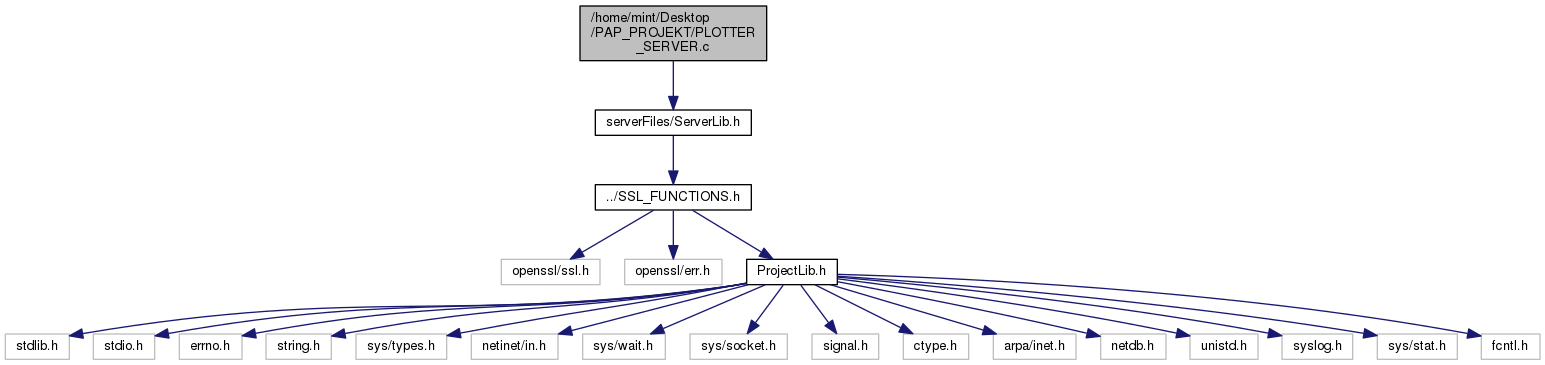 /home/mint/Desktop
/PAP_PROJEKT/PLOTTER
_SERVER.c
serverFiles/ServerLib.h
../SSL_FUNCTIONS.h
openssl/ssl.h
openssl/err.h
ProjectLib.h
stdlib.h
stdio.h
errno.h
string.h
sys/types.h
netinet/in.h
sys/wait.h
sys/socket.h
signal.h
ctype.h
arpa/inet.h
netdb.h
unistd.h
syslog.h
sys/stat.h
fcntl.h